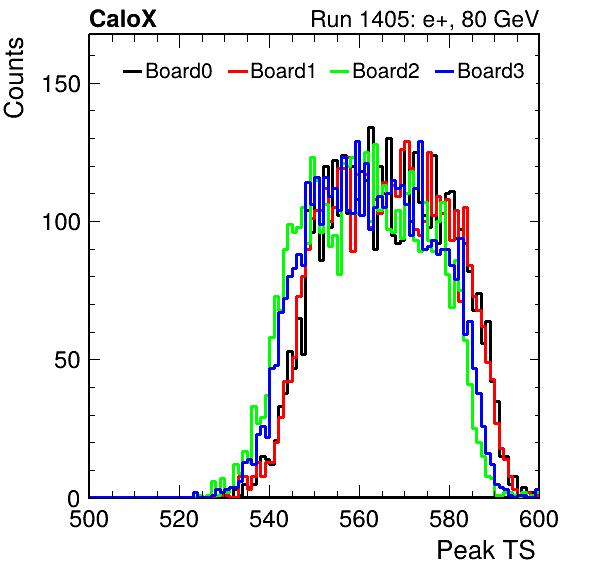 CaloX Run 1405: e+, 80 GeV
Counts
Board0 Board1 Board2 Board3
150
100
50
0
500 520 540 560 580 600
Peak TS